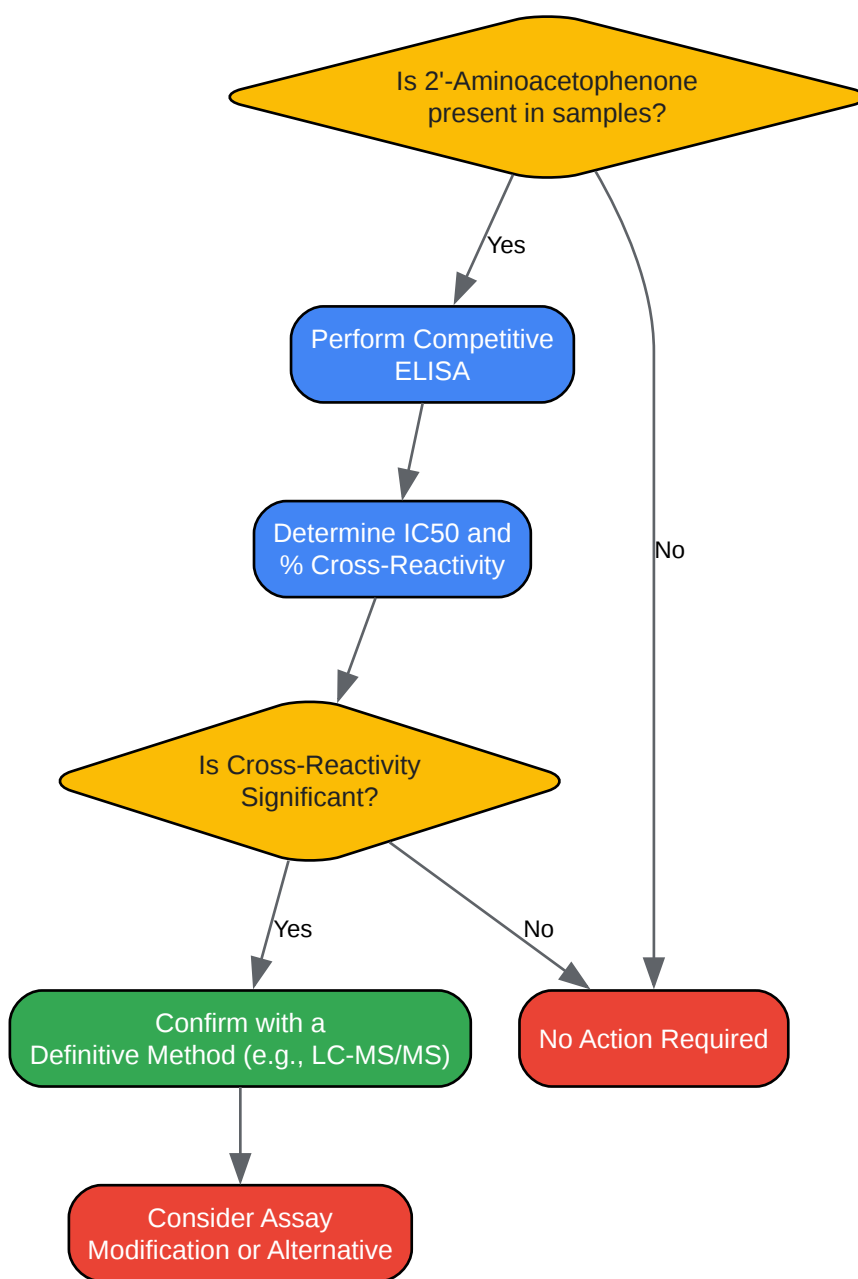 Is 2'-Aminoacetophenone
present in samples?
Yes
Perform Competitive
ELISA
Determine IC50 and
% Cross-Reactivity
No
Is Cross-Reactivity
Significant?
Yes
No
Confirm with a
Definitive Method (e.g., LC-MS/MS)
No Action Required
Consider Assay
Modification or Alternative